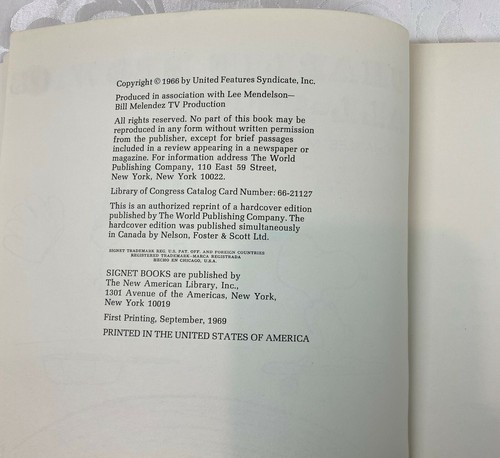 Copyright © 1966 by United Features Syndicate, Inc.
Produced in association with Lee Mendelson—
Bill Melendez TV Production
All rights reserved. No part of this book may be
reproduced in any form without written permission
from the publisher, except for brief passages
included in a review appearing in a newspaper or
magazine. For information address The World
Publishing Company, 110 East 59 Street,
New York, New York 10022.
Library of Congress Catalog Card Number: 66-21127
This is an authorized reprint of a hardcover edition
published by The World Publishing Company. The
hardcover edition was published simultaneously
in Canada by Nelson, Foster & Scott Ltd.
SIGNET TRADEMARK REG. U.S. PAT. OFF. AND FOREIGN COUNTRIES
REGISTERED TRADEMARK—MARCA REGISTRADA
HECHO EN CHICAGO, U.S.A.
SIGNET BOOKS are published by
The New American Library, Inc.,
1301 Avenue of the Americas, New York,
New York 10019
First Printing, September, 1969
PRINTED IN THE UNITED STATES OF AMERICA